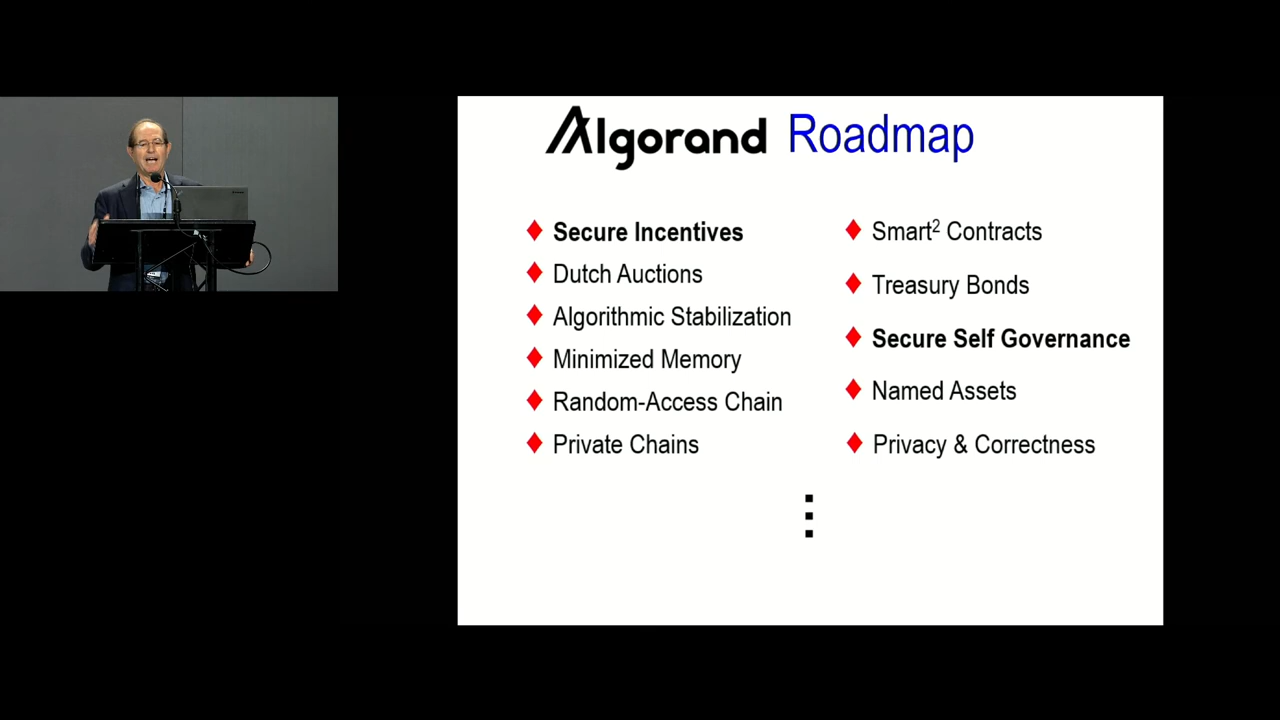 Algorand Roadmap
Secure Incentives
Dutch Auctions
Algorithmic Stabilization
Minimized Memory
Random-Access Chain
Private Chains
Smart² Contracts
Treasury Bonds
Secure Self Governance
Named Assets
Privacy & Correctness